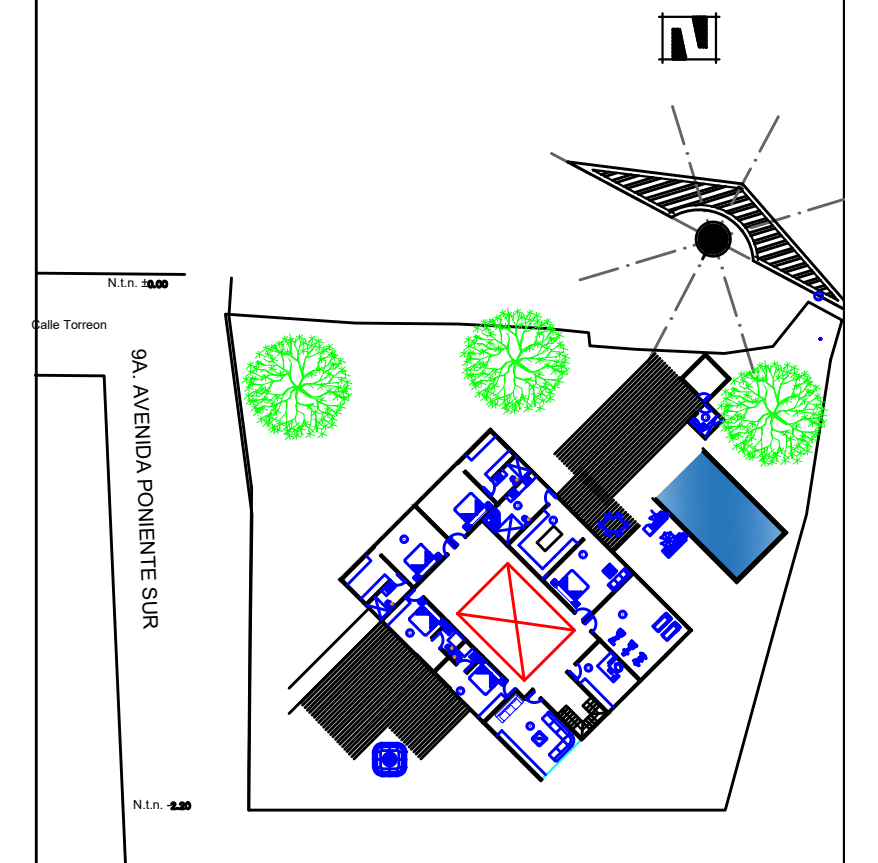 N.t.n. ±0.00
Calle Torreon
9A. AVENIDA PONIENTE SUR
N.t.n. -2.20